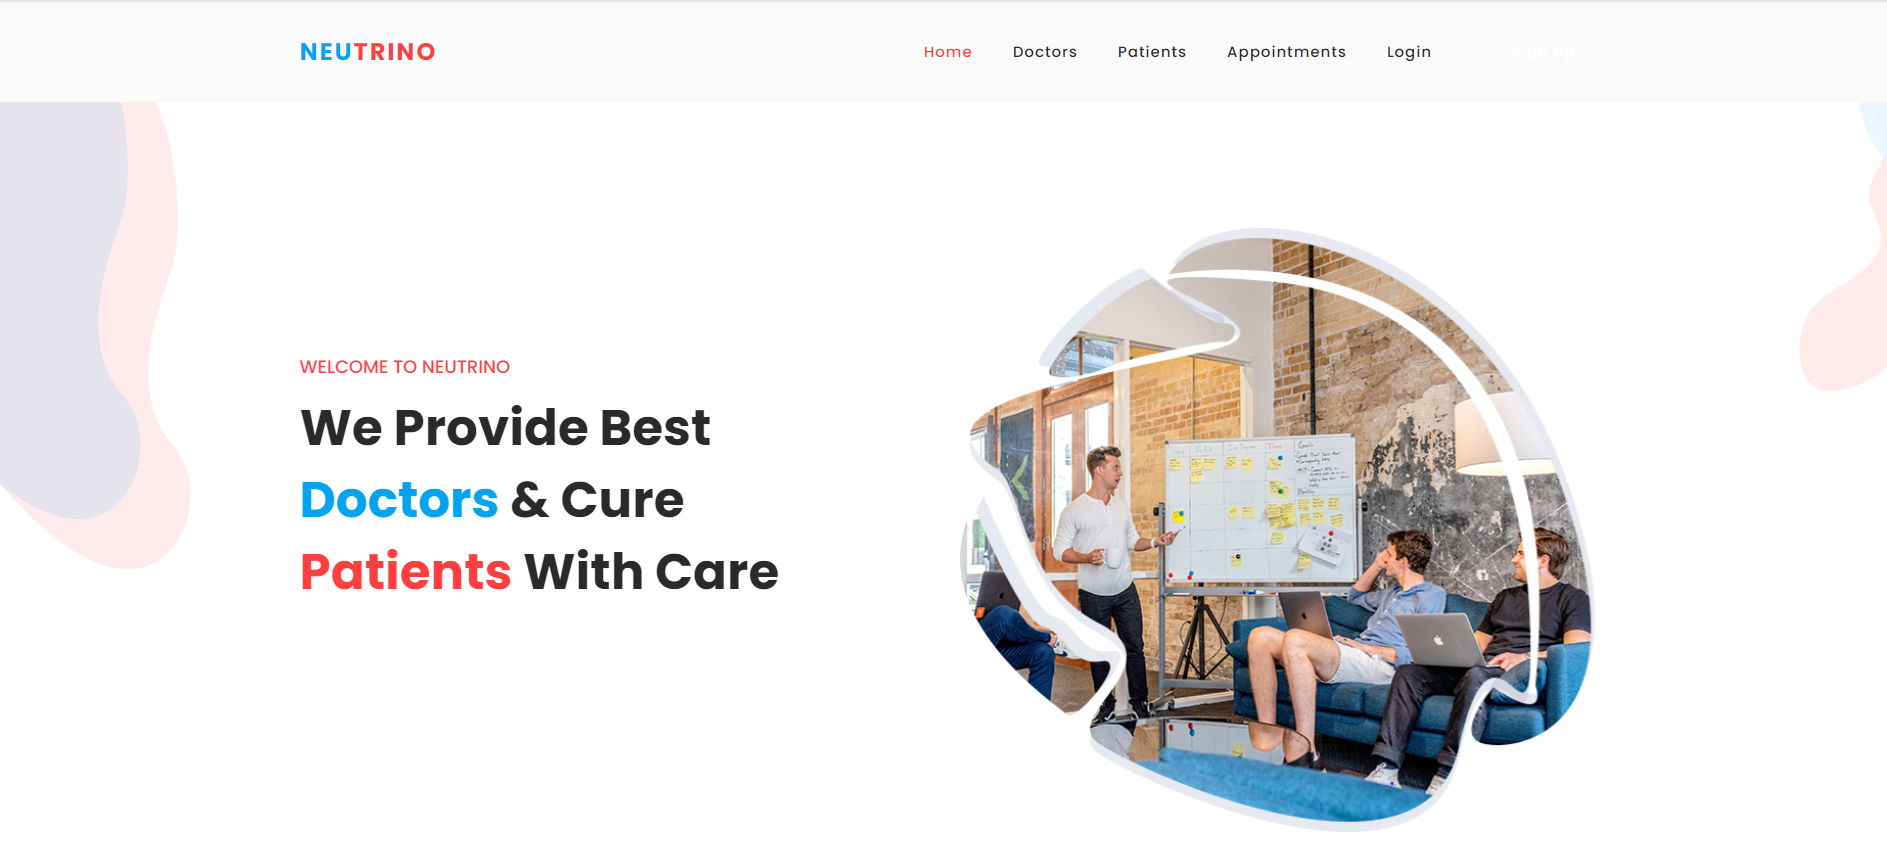 NEUTRINO
Home Doctors Patients Appointments Login Sign up
WELCOME TO NEUTRINO
We Provide Best
Doctors & Cure
Patients With Care